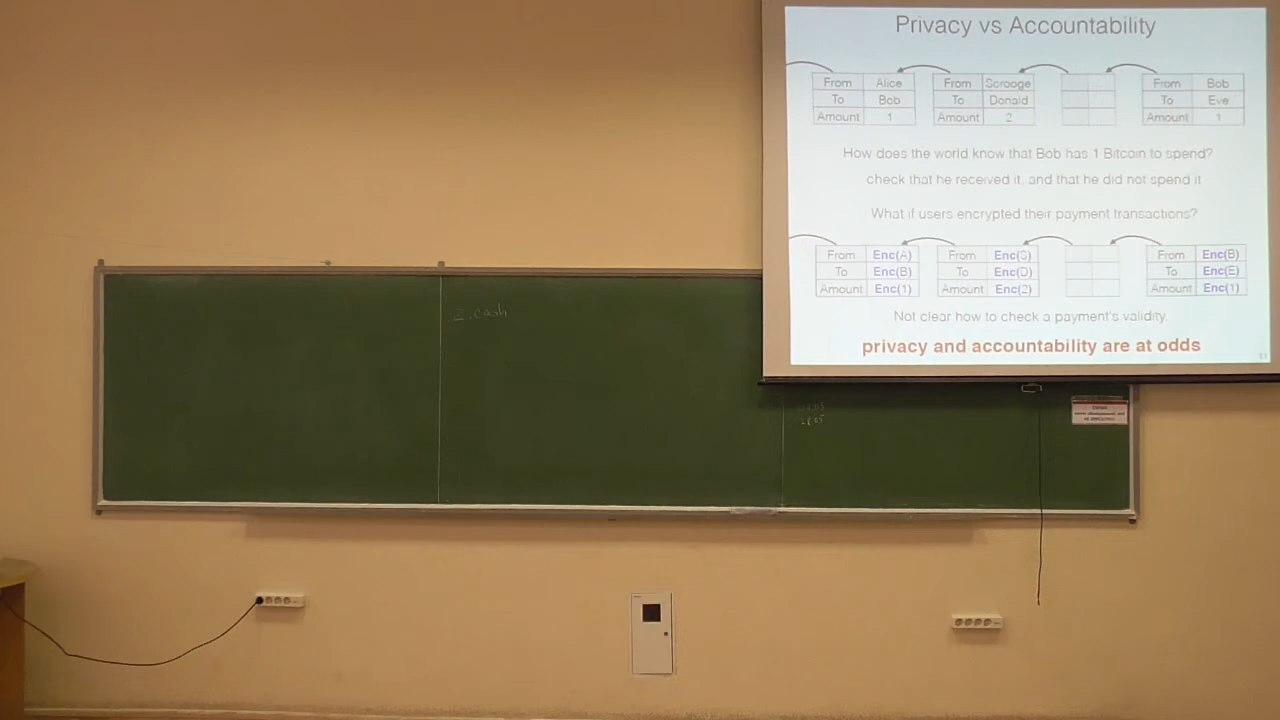 Privacy vs Accountability
From Alice From Scrooge From Bob
To Bob To Donald To Eve
Amount 1 Amount 2 Amount 1
How does the world know that Bob has 1 Bitcoin to spend?
check that he received it, and that he did not spend it
What if users encrypted their payment transactions?
From Enc(A) From Enc(S) From Enc(B)
To Enc(B) To Enc(D) To Enc(E)
Amount Enc(1) Amount Enc(2) Amount Enc(1)
Not clear how to check a payment's validity.
privacy and accountability are at odds
11
Z.cash